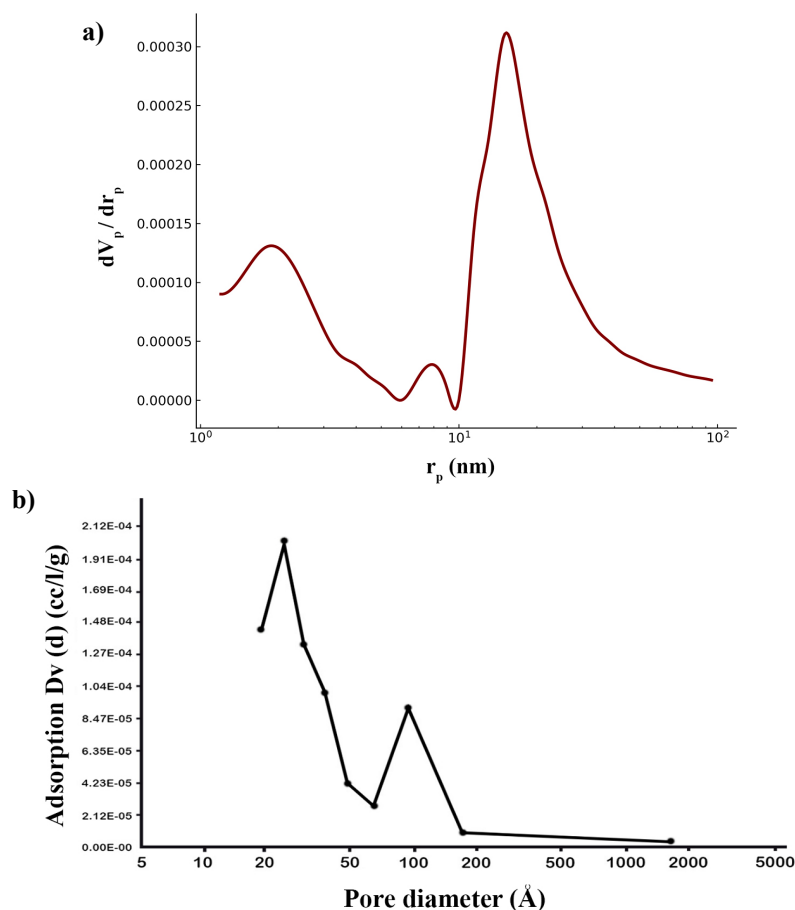 a)
0.00030
0.00025
0.00020
0.00015
0.00010
0.00005
0.00000
dVp / drp
10⁰ 10¹ 10²
rp (nm)
b)
2.12E-04
1.91E-04
1.69E-04
1.48E-04
1.27E-04
1.04E-04
8.47E-05
6.35E-05
4.23E-05
2.12E-05
0.00E-00
Adsorption Dv (d) (cc/l/g)
5 10 20 50 100 200 500 1000 2000 5000
Pore diameter (Å)